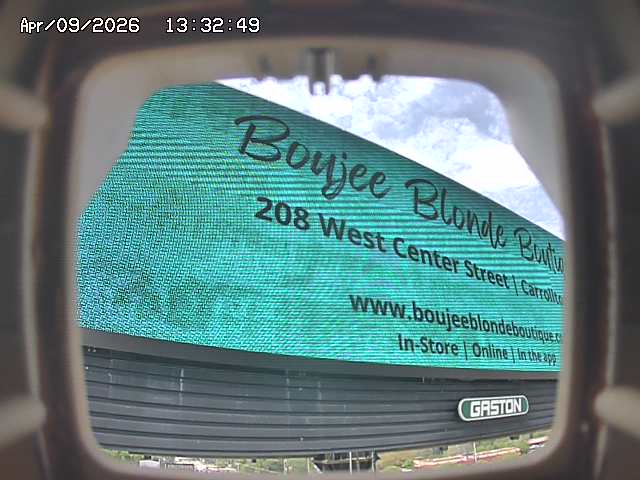 Apr/09/2026 13:32:49
Boujee Blonde
208 West Center Street |
www.boujeeblondeboutique.c
In-Store | Online | in the app
GASTON